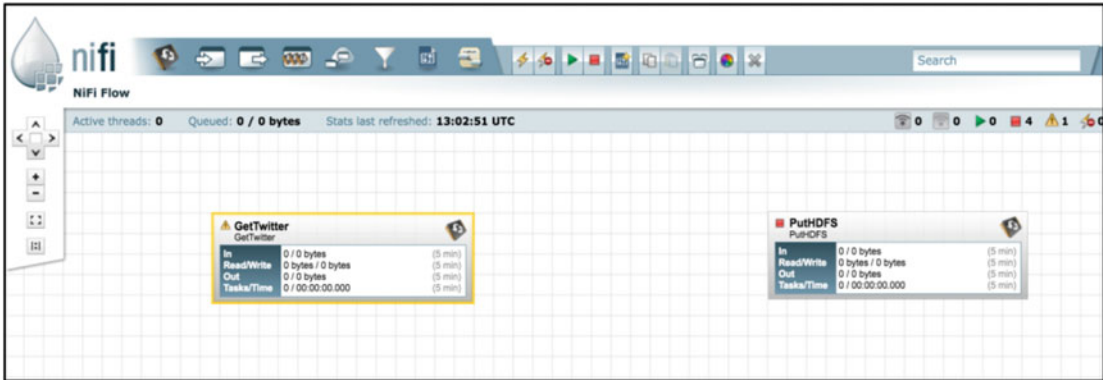 nifi
Search
NiFi Flow
Active threads: 0 Queued: 0 / 0 bytes Stats last refreshed: 13:02:51 UTC 0 0 0 4 1 0
GetTwitter
GetTwitter
In 0 / 0 bytes (5 min)
Read/Write 0 bytes / 0 bytes (5 min)
Out 0 / 0 bytes (5 min)
Tasks/Time 0 / 00:00:00.000 (5 min)
PutHDFS
PutHDFS
In 0 / 0 bytes (5 min)
Read/Write 0 bytes / 0 bytes (5 min)
Out 0 / 0 bytes (5 min)
Tasks/Time 0 / 00:00:00.000 (5 min)